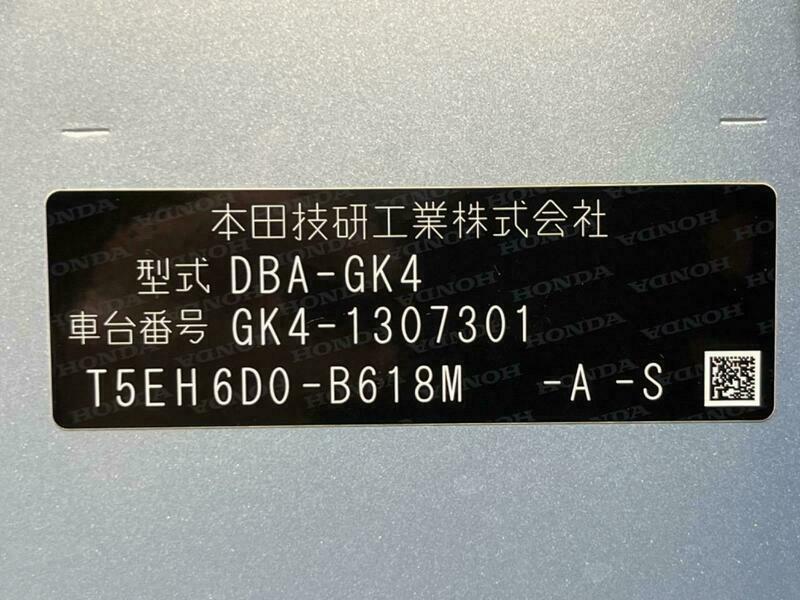 本田技研工業株式会社
型式 DBA-GK4
車台番号 GK4-1307301
T5EH6D0-B618M -A -S